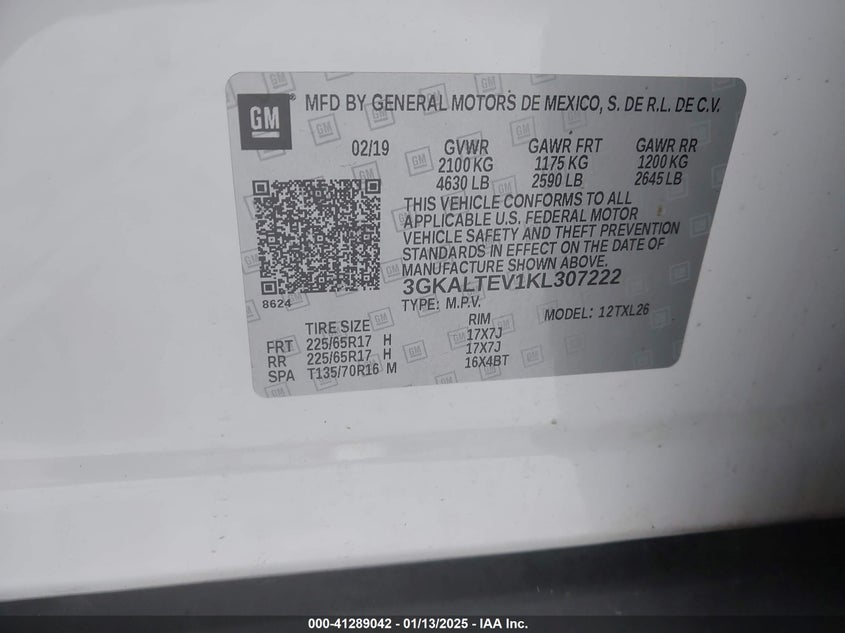 GM
MFD BY GENERAL MOTORS DE MEXICO, S. DE R.L. DE C.V.
02/19 GVWR GAWR FRT GAWR RR
2100 KG 1175 KG 1200 KG
4630 LB 2590 LB 2645 LB
THIS VEHICLE CONFORMS TO ALL
APPLICABLE U.S. FEDERAL MOTOR
VEHICLE SAFETY AND THEFT PREVENTION
STANDARDS IN EFFECT ON THE DATE OF
MANUFACTURE SHOWN ABOVE.
3GKALTEV1KL307222
8624
TYPE: M.P.V. MODEL: 12TXL26
TIRE SIZE RIM
FRT 225/65R17 H 17X7J
RR 225/65R17 H 17X7J
SPA T135/70R16 M 16X4BT
000-41289042 — 01/13/2025 — IAA Inc.